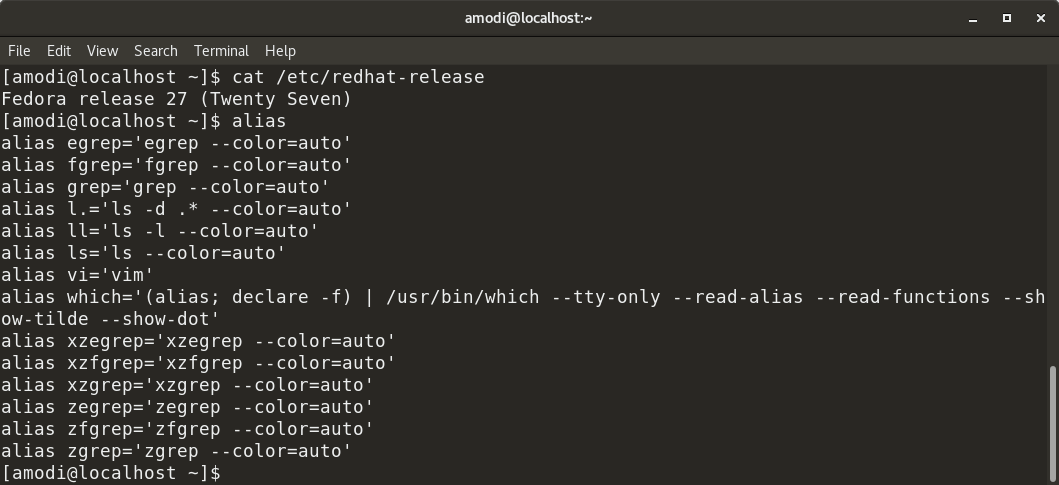 amodi@localhost:~
File Edit View Search Terminal Help
[amodi@localhost ~]$ cat /etc/redhat-release
Fedora release 27 (Twenty Seven)
[amodi@localhost ~]$ alias
alias egrep='egrep --color=auto'
alias fgrep='fgrep --color=auto'
alias grep='grep --color=auto'
alias l.='ls -d .* --color=auto'
alias ll='ls -l --color=auto'
alias ls='ls --color=auto'
alias vi='vim'
alias which='(alias; declare -f) | /usr/bin/which --tty-only --read-alias --read-functions --sh
ow-tilde --show-dot'
alias xzegrep='xzegrep --color=auto'
alias xzfgrep='xzfgrep --color=auto'
alias xzgrep='xzgrep --color=auto'
alias zegrep='zegrep --color=auto'
alias zfgrep='zfgrep --color=auto'
alias zgrep='zgrep --color=auto'
[amodi@localhost ~]$